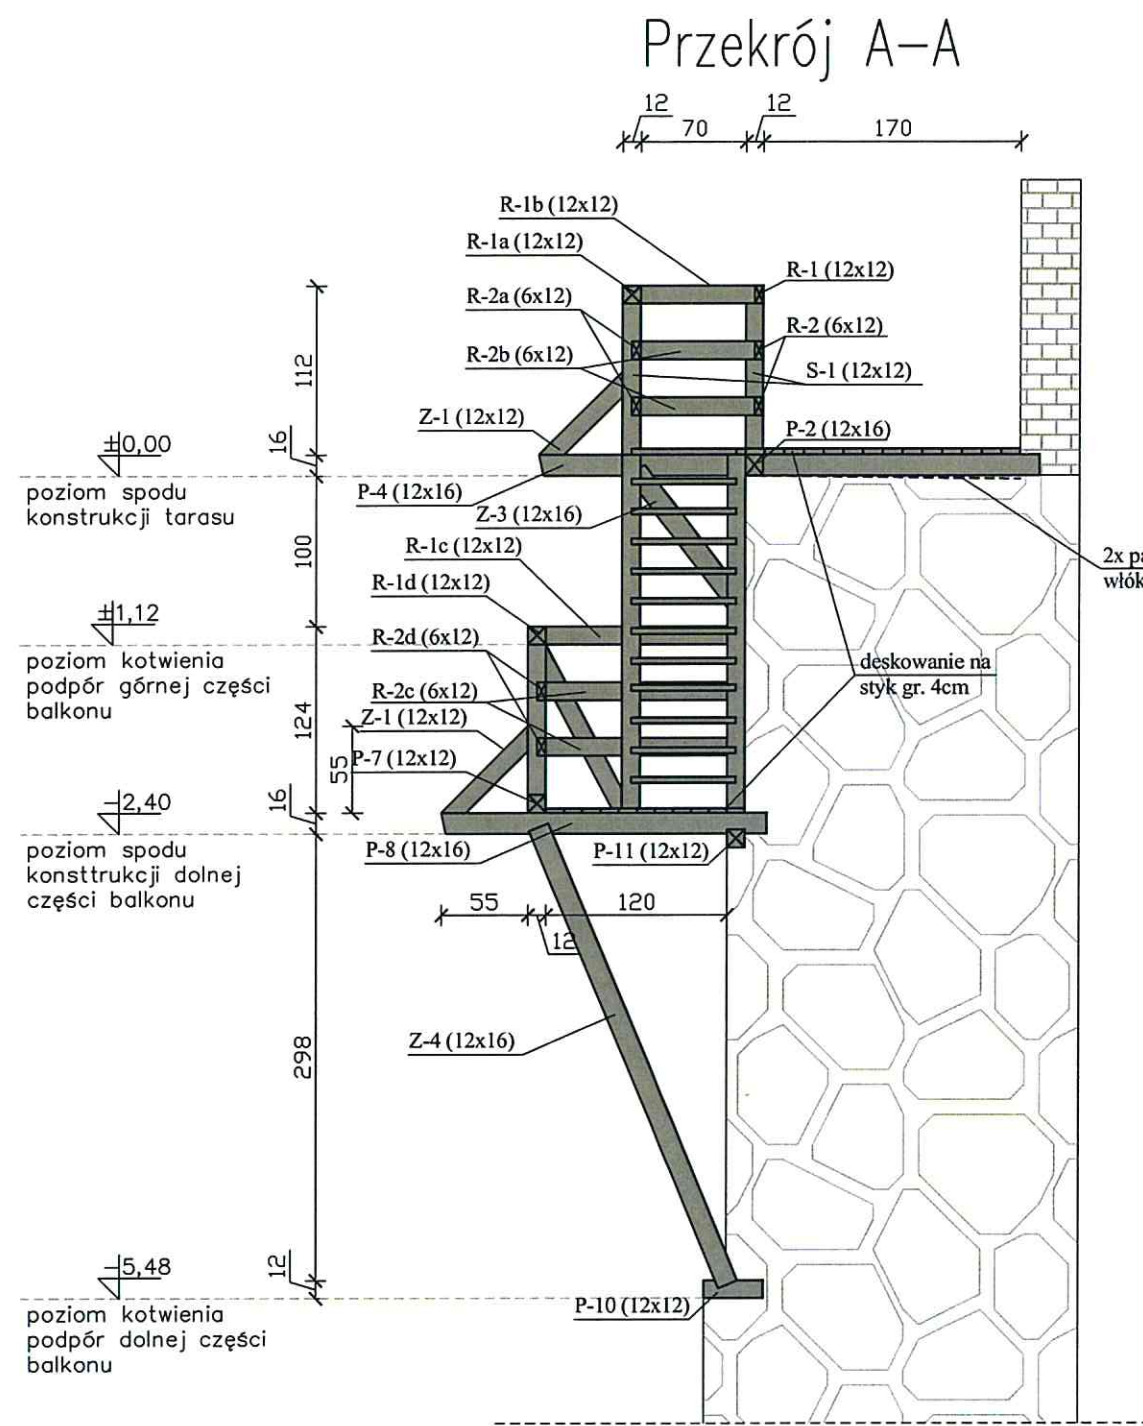 Przekrój A–A
12
12
70
170
R-1b (12x12)
R-1a (12x12)
R-1 (12x12)
R-2a (6x12)
R-2 (6x12)
R-2b (6x12)
S-1 (12x12)
112
Z-1 (12x12)
P-2 (12x16)
16
±0,00
poziom spodu
konstrukcji tarasu
P-4 (12x16)
Z-3 (12x16)
100
R-1c (12x12)
2x pa
włók
R-1d (12x12)
±1,12
poziom kotwienia
podpór górnej części
balkonu
R-2d (6x12)
deskowanie na
styk gr. 4cm
R-2c (6x12)
124
Z-1 (12x12)
55
P-7 (12x12)
16
−2,40
poziom spodu
konsttrukcji dolnej
części balkonu
P-8 (12x16)
P-11 (12x12)
55
120
12
Z-4 (12x16)
298
12
−5,48
poziom kotwienia
podpór dolnej części
balkonu
P-10 (12x12)